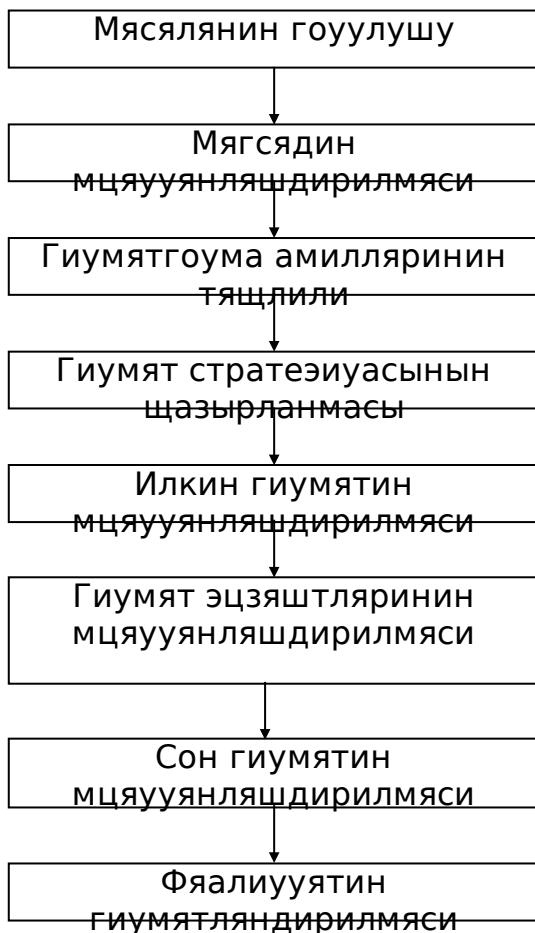 Мясялянин гоуулушу
Мягсядин
мцяууянляшдирилмяси
Гиумятгоума амилляринин
тящлили
Гиумят стратеэиуасынын
щазырланмасы
Илкин гиумятин
мцяууянляшдирилмяси
Гиумят эцзяштляринин
мцяууянляшдирилмяси
Сон гиумятин
мцяууянляшдирилмяси
Фяалиууятин
гиумятляндирилмяси